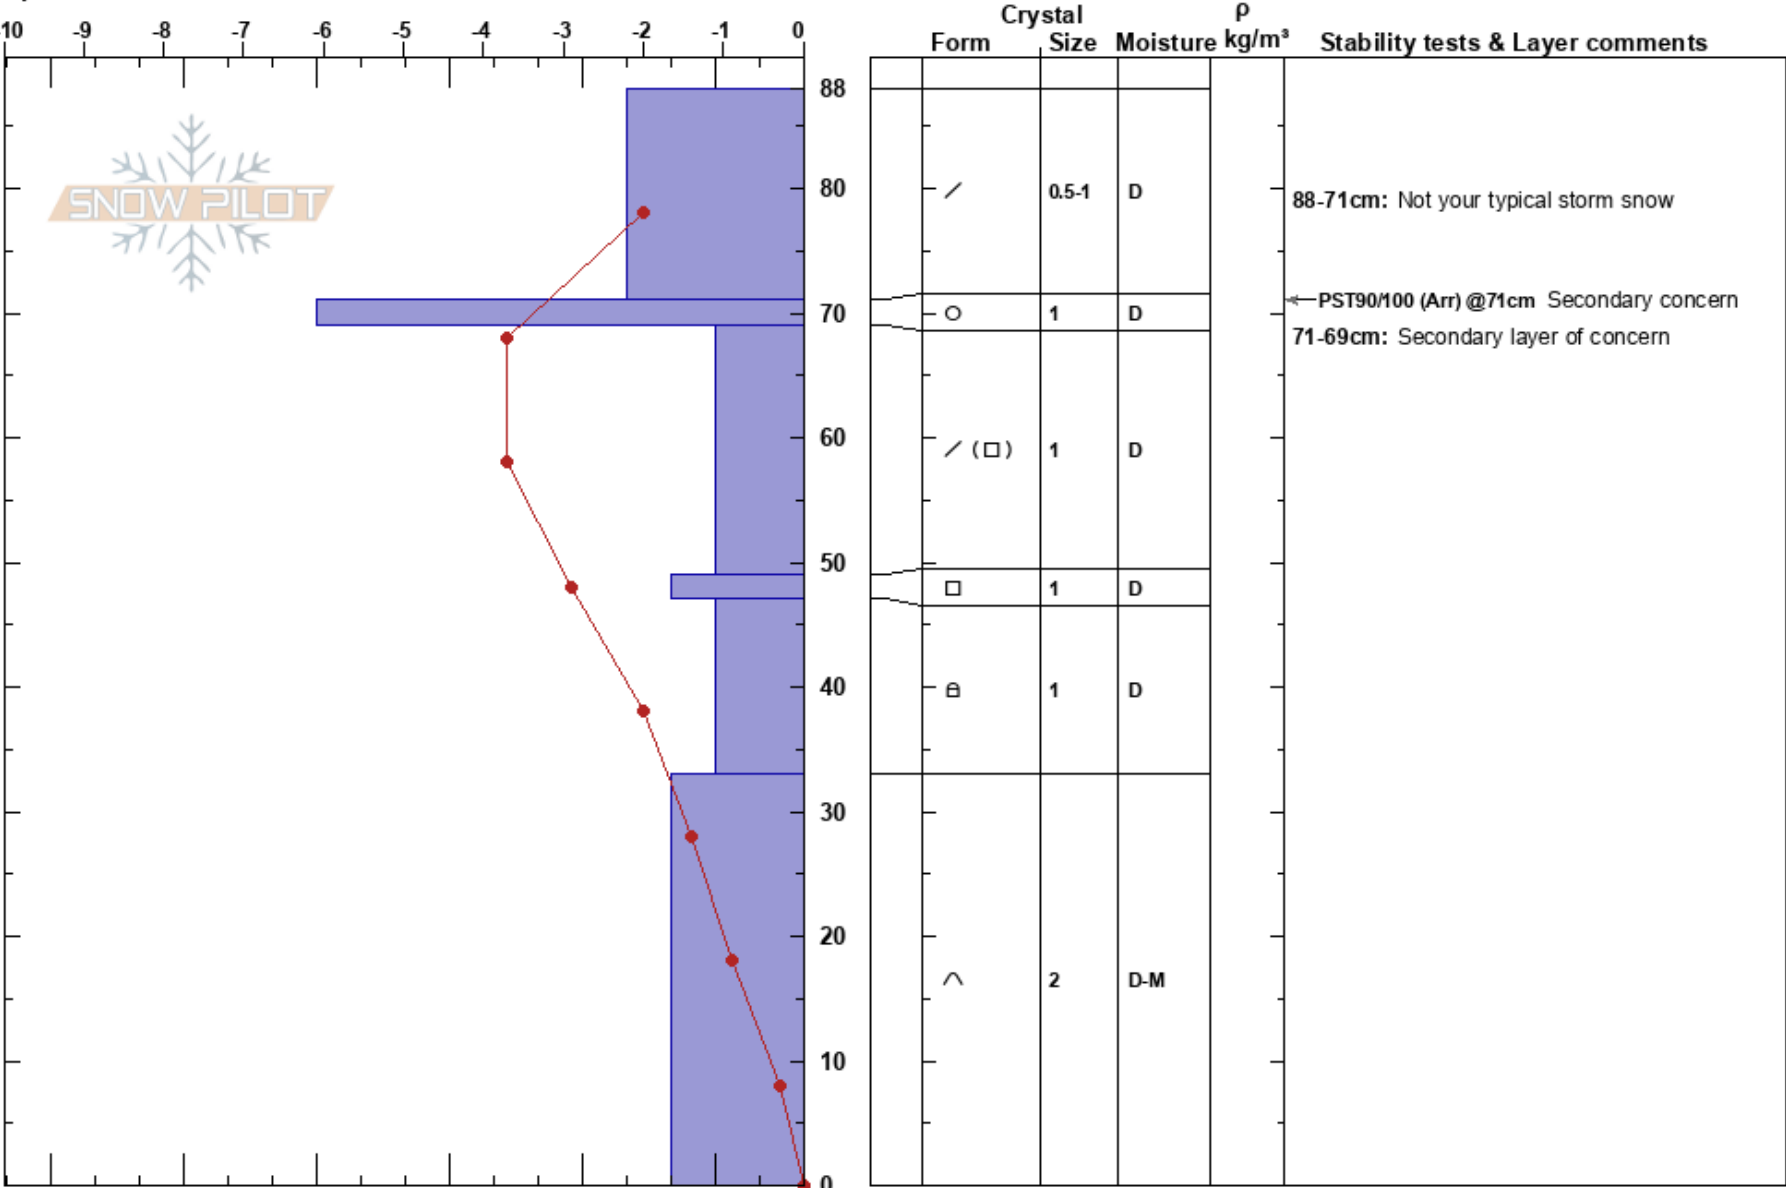 Crystal ρ
-10 -9 -8 -7 -6 -5 -4 -3 -2 -1 0
Form Size Moisture kg/m³ Stability tests & Layer comments
88
SNOW PILOT
80
0.5-1 D
88-71cm: Not your typical storm snow
70
1 D
PST90/100 (Arr) @71cm Secondary concern
71-69cm: Secondary layer of concern
60
( ) 1 D
50
1 D
40
1 D
30
20
2 D-M
10
0